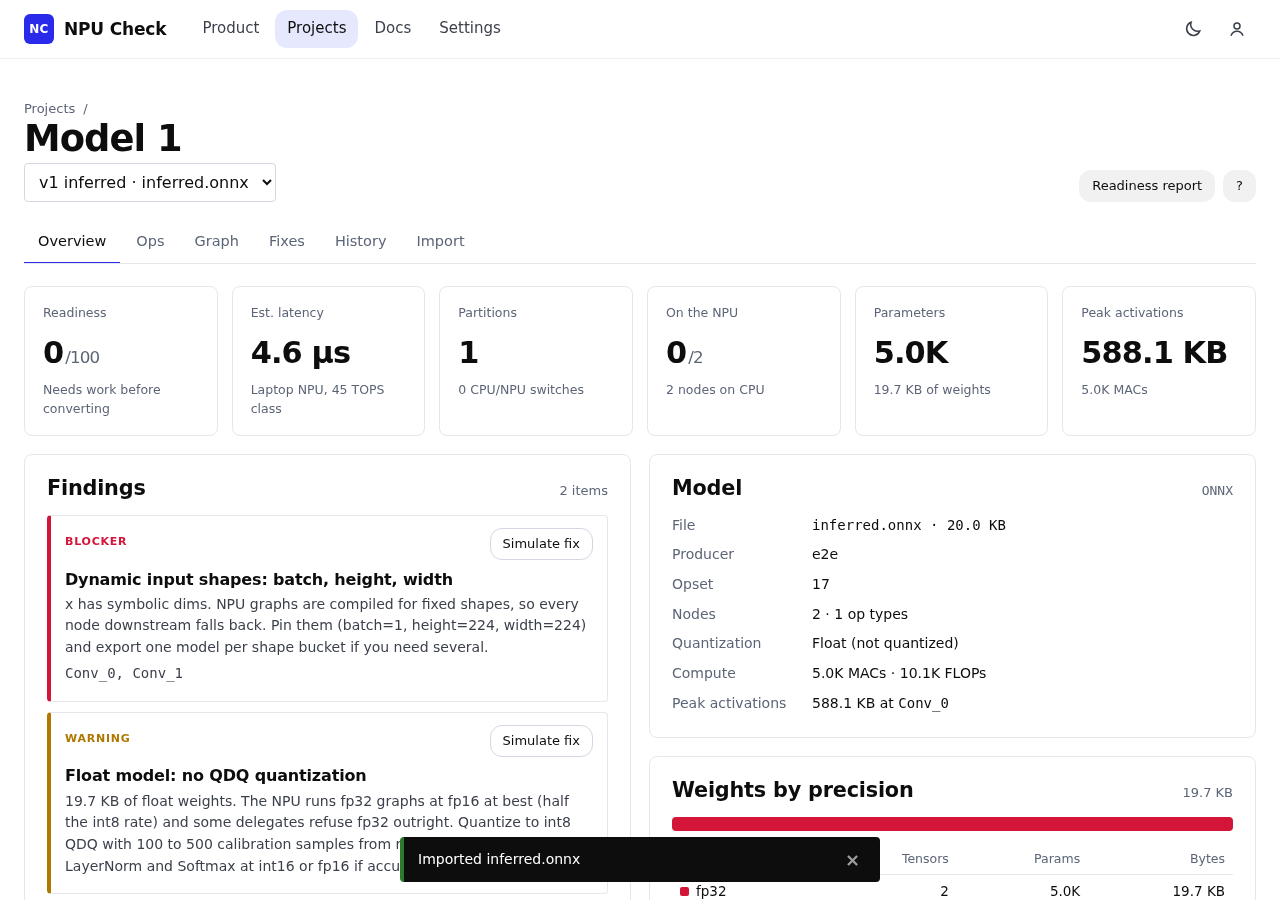 NC NPU Check Product Projects Docs Settings
Projects /
Model 1
v1 inferred · inferred.onnx
Readiness report ?
Overview Ops Graph Fixes History Import
Readiness
0/100
Needs work before
converting
Est. latency
4.6 µs
Laptop NPU, 45 TOPS
class
Partitions
1
0 CPU/NPU switches
On the NPU
0/2
2 nodes on CPU
Parameters
5.0K
19.7 KB of weights
Peak activations
588.1 KB
5.0K MACs
Findings 2 items
BLOCKER Simulate fix
Dynamic input shapes: batch, height, width
x has symbolic dims. NPU graphs are compiled for fixed shapes, so every
node downstream falls back. Pin them (batch=1, height=224, width=224)
and export one model per shape bucket if you need several.
Conv_0, Conv_1
WARNING Simulate fix
Float model: no QDQ quantization
19.7 KB of float weights. The NPU runs fp32 graphs at fp16 at best (half
the int8 rate) and some delegates refuse fp32 outright. Quantize to int8
QDQ with 100 to 500 calibration samples from
LayerNorm and Softmax at int16 or fp16 if
Model ONNX
File inferred.onnx · 20.0 KB
Producer e2e
Opset 17
Nodes 2 · 1 op types
Quantization Float (not quantized)
Compute 5.0K MACs · 10.1K FLOPs
Peak activations 588.1 KB at Conv_0
Weights by precision 19.7 KB
Tensors Params Bytes
fp32 2 5.0K 19.7 KB
Imported inferred.onnx ×